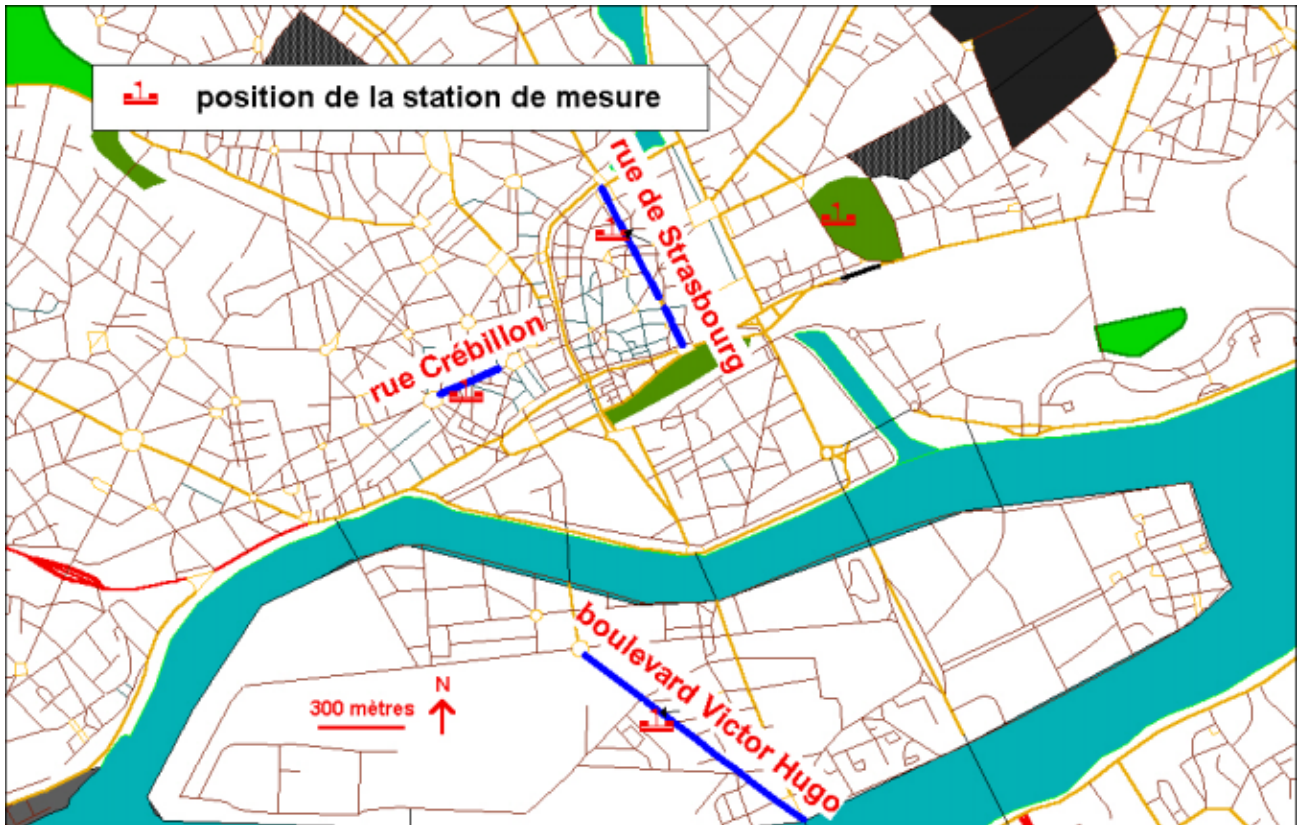 position de la station de mesure
rue de Strasbourg
rue Crébillon
boulevard Victor Hugo
300 mètres
N